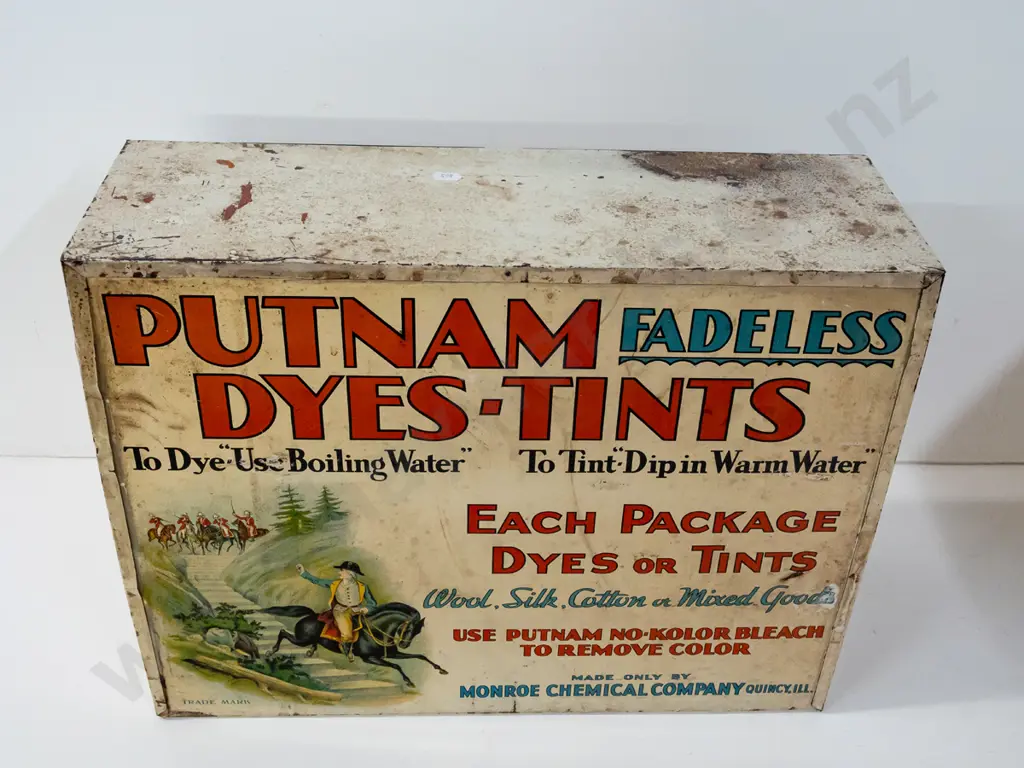 PUTNAM FADELESS
DYES-TINTS
To Dye "Use Boiling Water" To Tint "Dip in Warm Water"
EACH PACKAGE
DYES OR TINTS
Wool, Silk, Cotton or Mixed Goods
USE PUTNAM NO-KOLOR BLEACH
TO REMOVE COLOR
MADE ONLY BY
MONROE CHEMICAL COMPANY QUINCY, ILL.
TRADE MARK